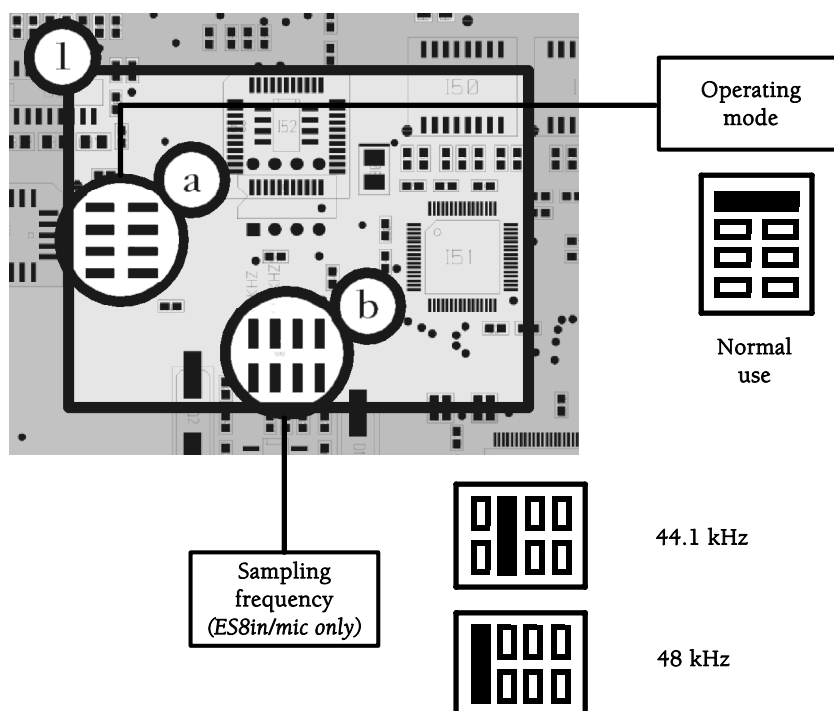 1
I50
I52
Operating
mode
a
I51
b
Normal
use
44.1 kHz
Sampling
frequency
(ES8in/mic only)
48 kHz